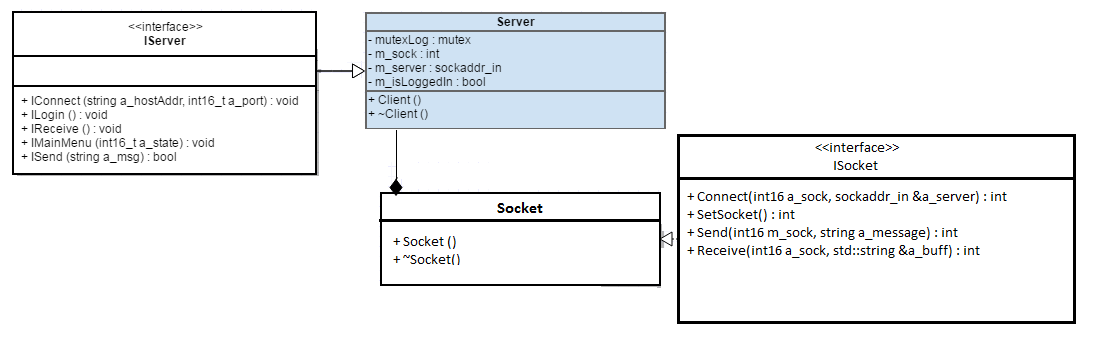 <<interface>>
IServer
+ IConnect (string a_hostAddr, int16_t a_port) : void
+ ILogin () : void
+ IReceive () : void
+ IMainMenu (int16_t a_state) : void
+ ISend (string a_msg) : bool
Server
- mutexLog : mutex
- m_sock : int
- m_server : sockaddr_in
- m_isLoggedIn : bool
+ Client ()
+ ~Client ()
Socket
+ Socket ()
+ ~Socket()
<<interface>>
ISocket
+ Connect(int16 a_sock, sockaddr_in &a_server) : int
+ SetSocket() : int
+ Send(int16 m_sock, string a_message) : int
+ Receive(int16 a_sock, std::string &a_buff) : int